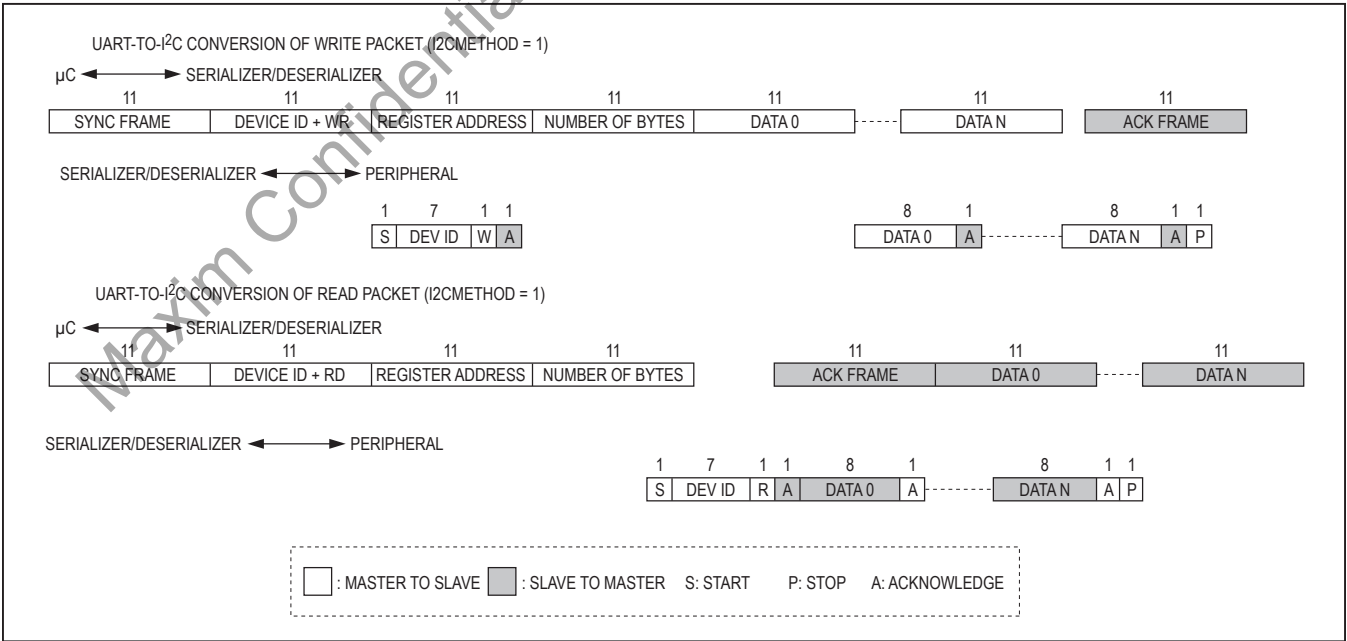 Maxim Confidentia
UART-TO-I2C CONVERSION OF WRITE PACKET (I2CMETHOD = 1)
µC SERIALIZER/DESERIALIZER
11 11 11 11 11 11 11
SYNC FRAME DEVICE ID + WR REGISTER ADDRESS NUMBER OF BYTES DATA 0 DATA N ACK FRAME
SERIALIZER/DESERIALIZER PERIPHERAL
1 7 1 1 8 1 8 1 1
S DEV ID W A DATA 0 A DATA N A P
UART-TO-I2C CONVERSION OF READ PACKET (I2CMETHOD = 1)
µC SERIALIZER/DESERIALIZER
11 11 11 11 11 11 11
SYNC FRAME DEVICE ID + RD REGISTER ADDRESS NUMBER OF BYTES ACK FRAME DATA 0 DATA N
SERIALIZER/DESERIALIZER PERIPHERAL
1 7 1 1 8 1 8 1 1
S DEV ID R A DATA 0 A DATA N A P
: MASTER TO SLAVE : SLAVE TO MASTER S: START P: STOP A: ACKNOWLEDGE